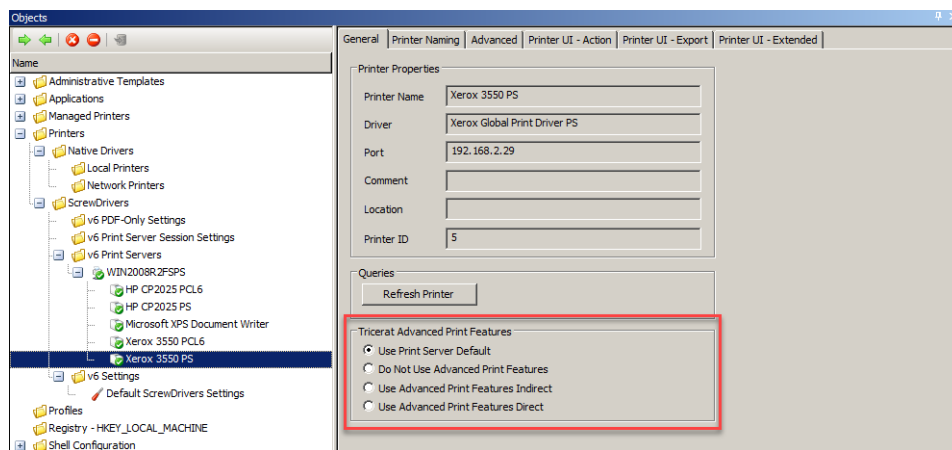 Objects
General Printer Naming Advanced Printer UI - Action Printer UI - Export Printer UI - Extended
Name
Administrative Templates
Applications
Managed Printers
Printers
Native Drivers
Local Printers
Network Printers
ScrewDrivers
v6 PDF-Only Settings
v6 Print Server Session Settings
v6 Print Servers
WIN2008R2FSPS
HP CP2025 PCL6
HP CP2025 PS
Microsoft XPS Document Writer
Xerox 3550 PCL6
Xerox 3550 PS
v6 Settings
Default ScrewDrivers Settings
Profiles
Registry - HKEY_LOCAL_MACHINE
Shell Configuration
Printer Properties
Printer Name Xerox 3550 PS
Driver Xerox Global Print Driver PS
Port 192.168.2.29
Comment
Location
Printer ID 5
Queries
Refresh Printer
Tricerat Advanced Print Features
Use Print Server Default
Do Not Use Advanced Print Features
Use Advanced Print Features Indirect
Use Advanced Print Features Direct